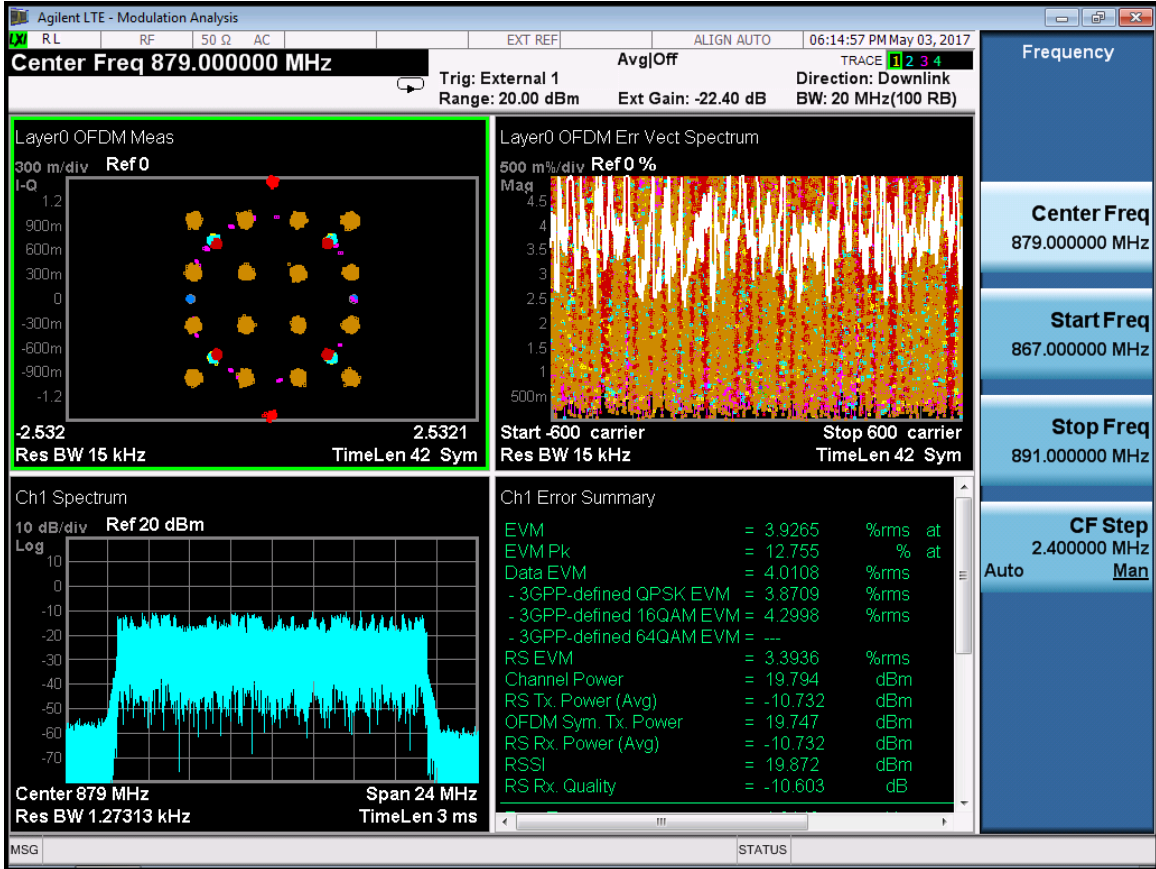 Agilent LTE - Modulation Analysis
LXI RL RF 50 Ω AC EXT REF ALIGN AUTO 06:14:57 PM May 03, 2017
Center Freq 879.000000 MHz
Avg|Off
TRACE 1 2 3 4
Trig: External 1
Direction: Downlink
Range: 20.00 dBm Ext Gain: -22.40 dB BW: 20 MHz(100 RB)
Layer0 OFDM Meas
300 m/div Ref 0
I-Q
1.2
900m
600m
300m
0
-300m
-600m
-900m
-1.2
-2.532 2.5321
Res BW 15 kHz TimeLen 42 Sym
Layer0 OFDM Err Vect Spectrum
500 m%/div Ref 0 %
Mag
4.5
4
3.5
3
2.5
2
1.5
1
500m
Start -600 carrier Stop 600 carrier
Res BW 15 kHz TimeLen 42 Sym
Ch1 Spectrum
10 dB/div Ref 20 dBm
Log
10
0
-10
-20
-30
-40
-50
-60
-70
Center 879 MHz Span 24 MHz
Res BW 1.27313 kHz TimeLen 3 ms
Ch1 Error Summary
EVM = 3.9265 %rms at
EVM Pk = 12.755 % at
Data EVM = 4.0108 %rms
- 3GPP-defined QPSK EVM = 3.8709 %rms
- 3GPP-defined 16QAM EVM = 4.2998 %rms
- 3GPP-defined 64QAM EVM = ---
RS EVM = 3.3936 %rms
Channel Power = 19.794 dBm
RS Tx. Power (Avg) = -10.732 dBm
OFDM Sym. Tx. Power = 19.747 dBm
RS Rx. Power (Avg) = -10.732 dBm
RSSI = 19.872 dBm
RS Rx. Quality = -10.603 dB
Frequency
Center Freq
879.000000 MHz
Start Freq
867.000000 MHz
Stop Freq
891.000000 MHz
CF Step
2.400000 MHz
Auto Man
MSG STATUS